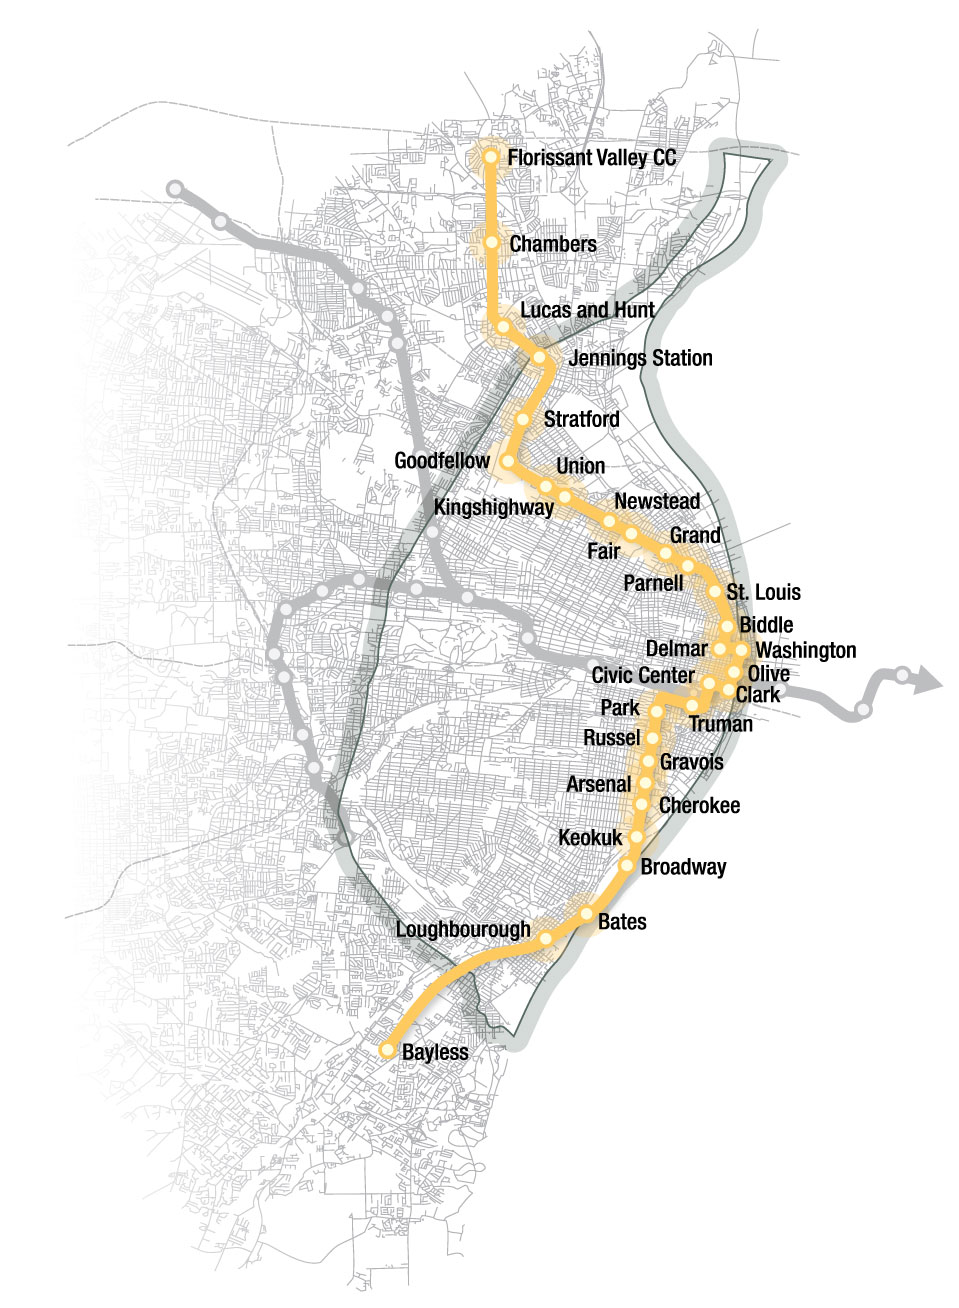 Florissant Valley CC
Chambers
Lucas and Hunt
Jennings Station
Stratford
Goodfellow
Union
Kingshighway
Newstead
Fair
Grand
Parnell
St. Louis
Biddle
Delmar
Washington
Civic Center
Olive
Clark
Park
Truman
Russel
Gravois
Arsenal
Cherokee
Keokuk
Broadway
Bates
Loughbourough
Bayless